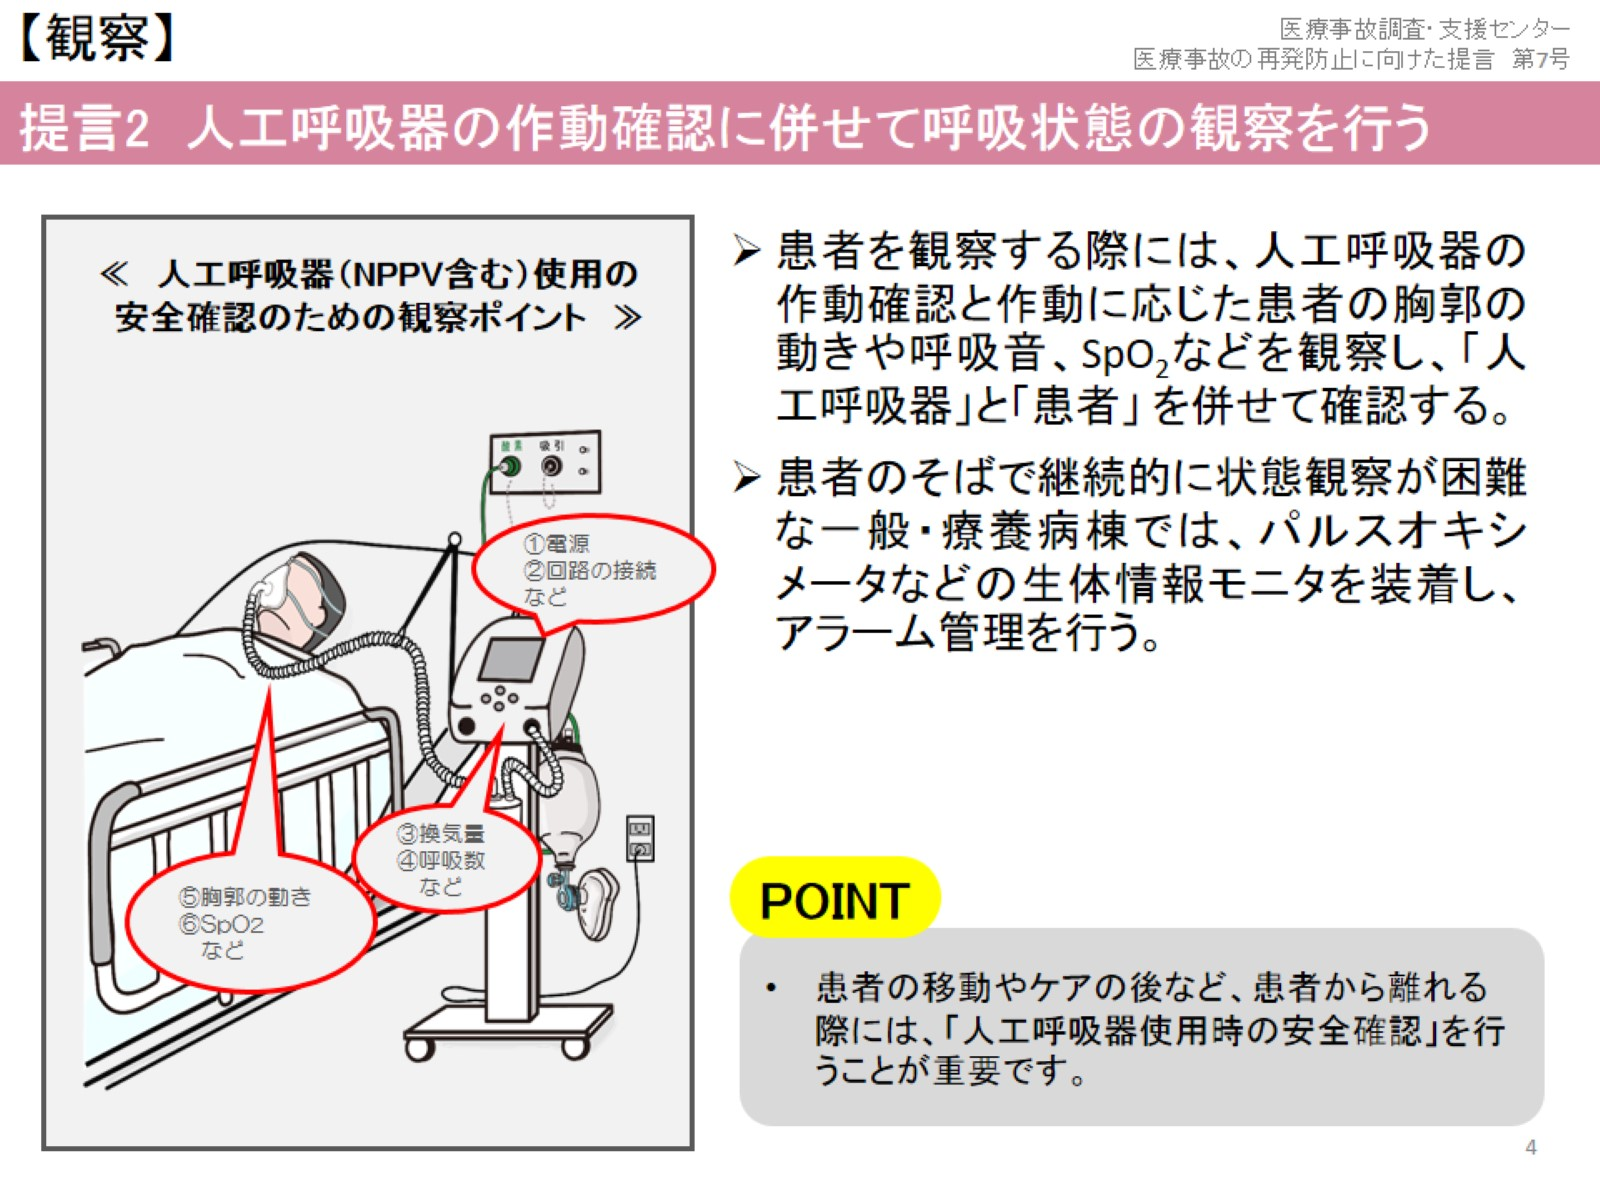 【観察】
医療事故調査・支援センター
医療事故の再発防止に向けた提言　第7号
提言2　人工呼吸器の作動確認に併せて呼吸状態の観察を行う
≪　人工呼吸器（NPPV含む）使用の
安全確認のための観察ポイント　≫
酸素　吸引
①電源
②回路の接続
など
③換気量
④呼吸数
など
⑤胸郭の動き
⑥SpO2
など
➢ 患者を観察する際には、人工呼吸器の
作動確認と作動に応じた患者の胸郭の
動きや呼吸音、SpO₂などを観察し、「人
工呼吸器」と「患者」を併せて確認する。
➢ 患者のそばで継続的に状態観察が困難
な一般・療養病棟では、パルスオキシ
メータなどの生体情報モニタを装着し、
アラーム管理を行う。
POINT
• 患者の移動やケアの後など、患者から離れる
際には、「人工呼吸器使用時の安全確認」を行
うことが重要です。
4